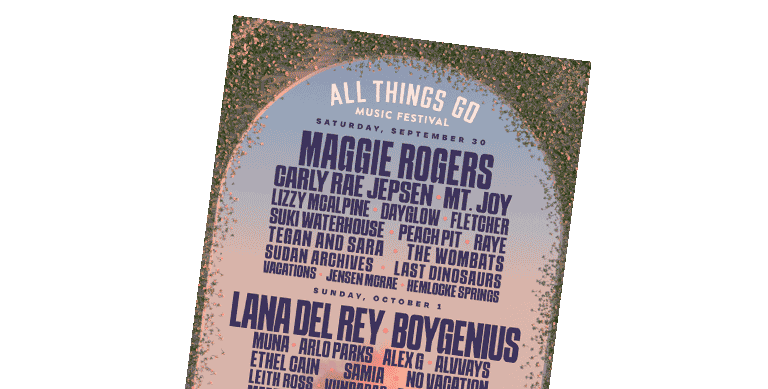 ALL THINGS GO
MUSIC FESTIVAL
SATURDAY, SEPTEMBER 30
MAGGIE ROGERS
CARLY RAE JEPSEN • MT. JOY
LIZZY MCALPINE • DAYGLOW • FLETCHER
SUKI WATERHOUSE • PEACH PIT • RAYE
TEGAN AND SARA • THE WOMBATS
SUDAN ARCHIVES • LAST DINOSAURS
VACATIONS • JENSEN MCRAE • HEMLOCKE SPRINGS
SUNDAY, OCTOBER 1
LANA DEL REY BOYGENIUS
MUNA • ARLO PARKS • ALEX G • ALVVAYS
ETHEL CAIN • SAMIA • NO VACATION
LEITH ROSS